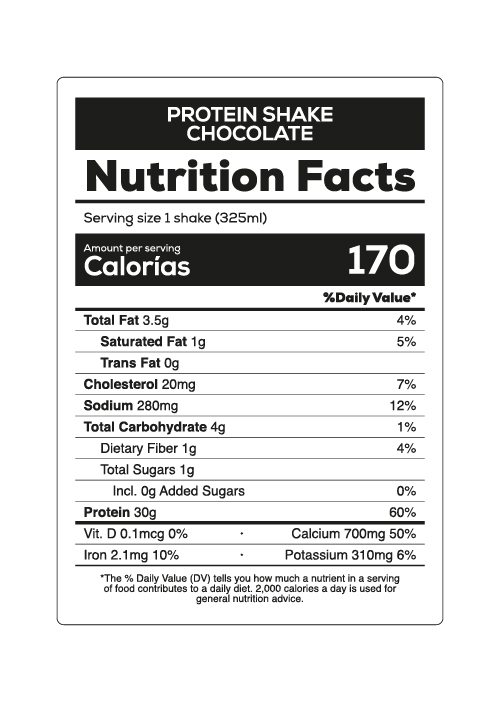 PROTEIN SHAKE
CHOCOLATE
Nutrition Facts
Serving size 1 shake (325ml)
Amount per serving
Calorías 170
%Daily Value*
Total Fat 3.5g 4%
Saturated Fat 1g 5%
Trans Fat 0g
Cholesterol 20mg 7%
Sodium 280mg 12%
Total Carbohydrate 4g 1%
Dietary Fiber 1g 4%
Total Sugars 1g
Incl. 0g Added Sugars 0%
Protein 30g 60%
Vit. D 0.1mcg 0% · Calcium 700mg 50%
Iron 2.1mg 10% · Potassium 310mg 6%
*The % Daily Value (DV) tells you how much a nutrient in a serving
of food contributes to a daily diet. 2,000 calories a day is used for
general nutrition advice.